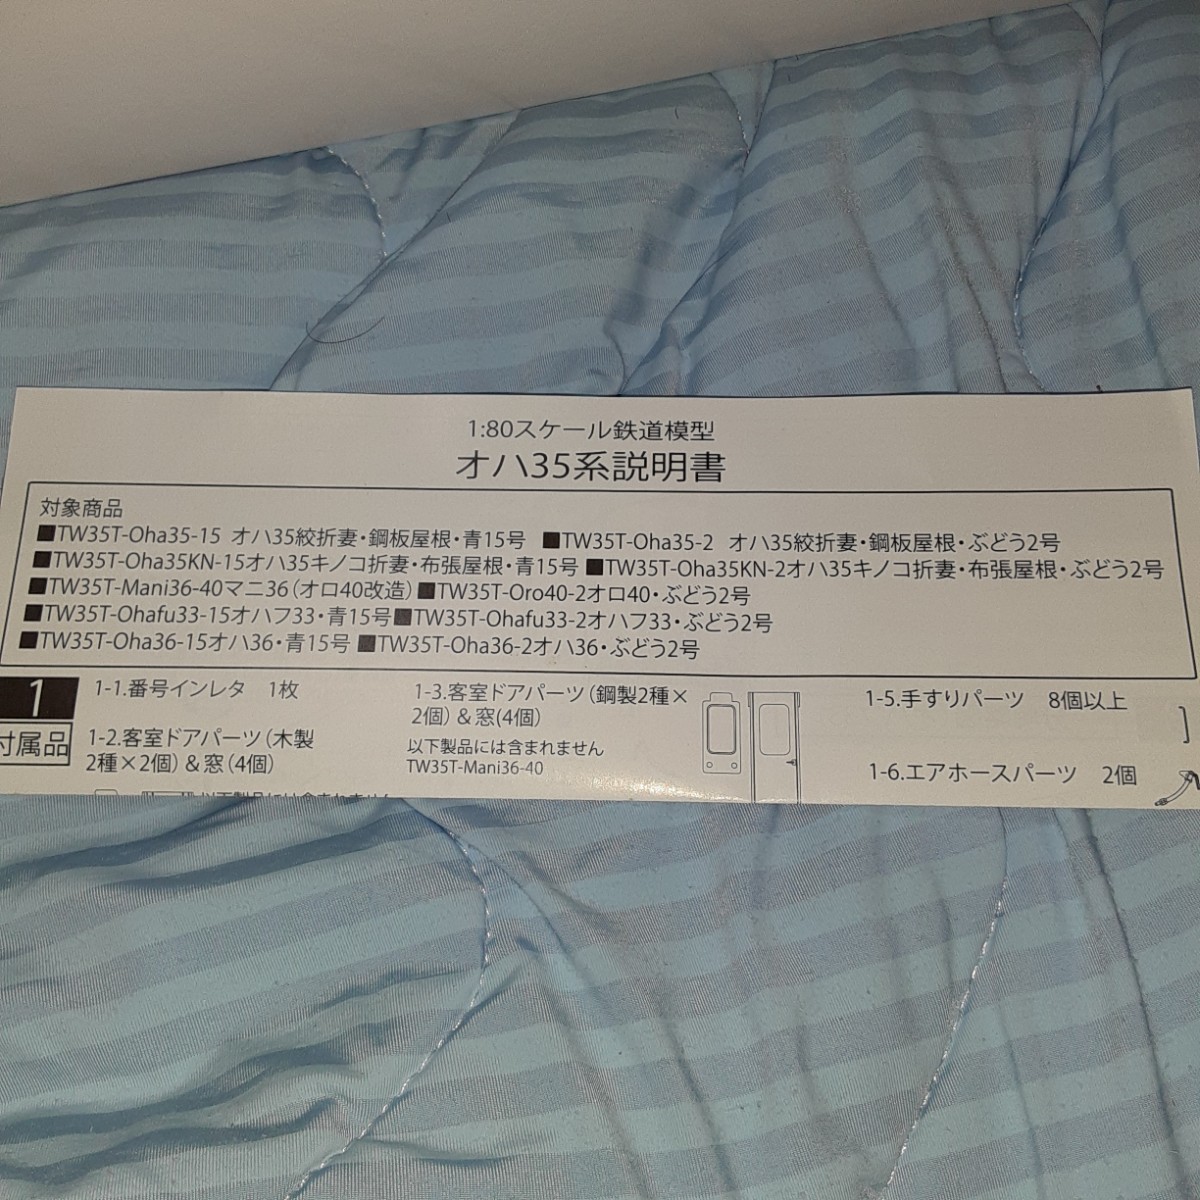 1:80スケール鉄道模型
オハ35系説明書
対象商品
■TW35T-Oha35-15 オハ35絞折妻・鋼板屋根・青15号 ■TW35T-Oha35-2 オハ35絞折妻・鋼板屋根・ぶどう2号
■TW35T-Oha35KN-15オハ35キノコ折妻・布張屋根・青15号 ■TW35T-Oha35KN-2オハ35キノコ折妻・布張屋根・ぶどう2号
■TW35T-Mani36-40マニ36(オロ40改造) ■TW35T-Oro40-2オロ40・ぶどう2号
■TW35T-Ohafu33-15オハフ33・青15号 ■TW35T-Ohafu33-2オハフ33・ぶどう2号
■TW35T-Oha36-15オハ36・青15号 ■TW35T-Oha36-2オハ36・ぶどう2号
1
付属品
1-1.番号インレタ 1枚
1-2.客室ドアパーツ(木製
2種×2個)&窓(4個)
以下製品には含まれません
1-3.客室ドアパーツ(鋼製2種×
2個)&窓(4個)
以下製品には含まれません
TW35T-Mani36-40
1-5.手すりパーツ 8個以上
1-6.エアホースパーツ 2個